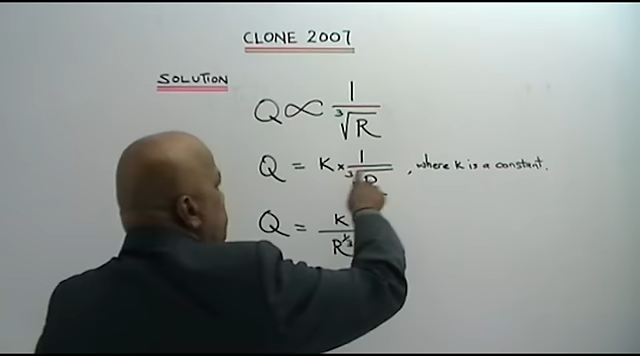 CLONE 2007
SOLUTION
Q ∝ 1/∛R
Q = K × 1/∛R , where K is a constant.
Q = K/R^⅓